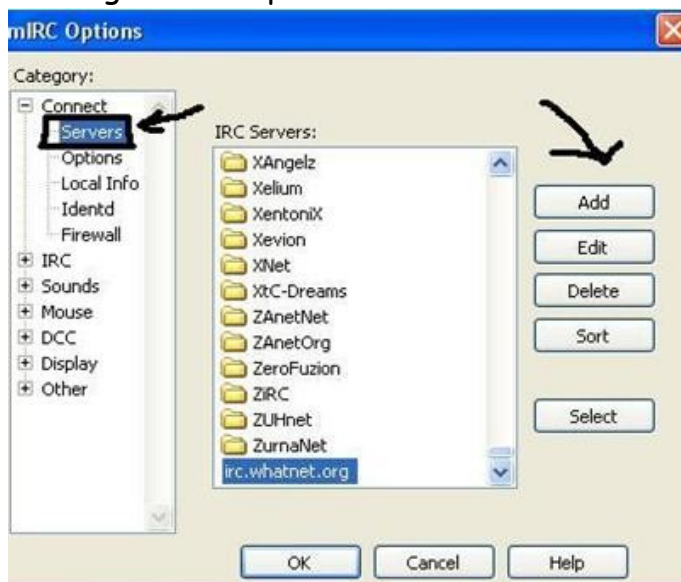 mIRC Options
Category:
Connect
Servers
Options
Local Info
Identd
Firewall
IRC
Sounds
Mouse
DCC
Display
Other
IRC Servers:
XAngelz
Xelium
XentoniX
Xevion
XNet
XtC-Dreams
ZAnetNet
ZAnetOrg
ZeroFuzion
ZiRC
ZUHnet
ZurnaNet
irc.whatnet.org
Add
Edit
Delete
Sort
Select
OK
Cancel
Help